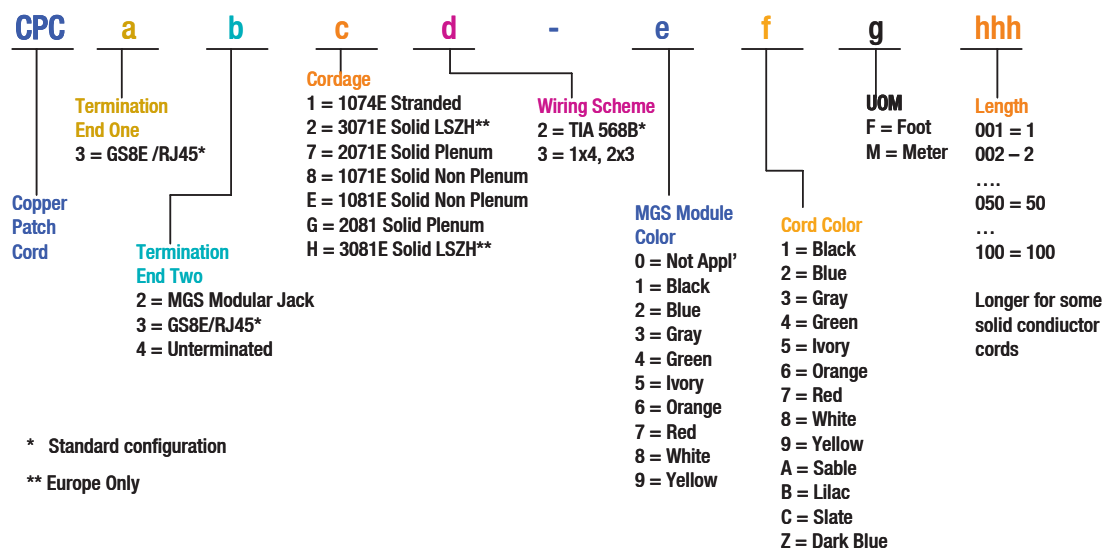 CPC a b c d - e f g hhh
Termination
End One
3 = GS8E /RJ45*
Copper
Patch
Cord
Termination
End Two
2 = MGS Modular Jack
3 = GS8E/RJ45*
4 = Unterminated
Cordage
1 = 1074E Stranded
2 = 3071E Solid LSZH**
7 = 2071E Solid Plenum
8 = 1071E Solid Non Plenum
E = 1081E Solid Non Plenum
G = 2081 Solid Plenum
H = 3081E Solid LSZH**
Wiring Scheme
2 = TIA 568B*
3 = 1x4, 2x3
MGS Module
Color
0 = Not Appl’
1 = Black
2 = Blue
3 = Gray
4 = Green
5 = Ivory
6 = Orange
7 = Red
8 = White
9 = Yellow
Cord Color
1 = Black
2 = Blue
3 = Gray
4 = Green
5 = Ivory
6 = Orange
7 = Red
8 = White
9 = Yellow
A = Sable
B = Lilac
C = Slate
Z = Dark Blue
UOM
F = Foot
M = Meter
Length
001 = 1
002 – 2
....
050 = 50
...
100 = 100
Longer for some
solid condiuctor
cords
* Standard configuration
** Europe Only